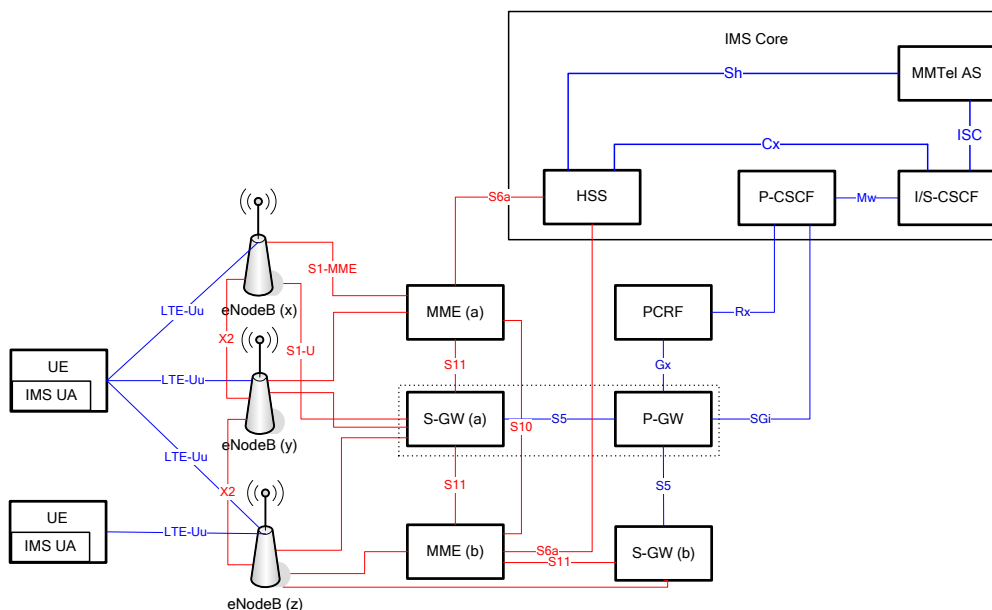 IMS Core
Sh
MMTel AS
ISC
Cx
S6a
HSS
P-CSCF
Mw
I/S-CSCF
S1-MME
LTE-Uu
eNodeB (x)
MME (a)
PCRF
Rx
X2
S1-U
S11
Gx
UE
IMS UA
LTE-Uu
S-GW (a)
S5
P-GW
SGi
S10
eNodeB (y)
LTE-Uu
X2
S11
S5
UE
IMS UA
LTE-Uu
MME (b)
S6a
S11
S-GW (b)
eNodeB (z)